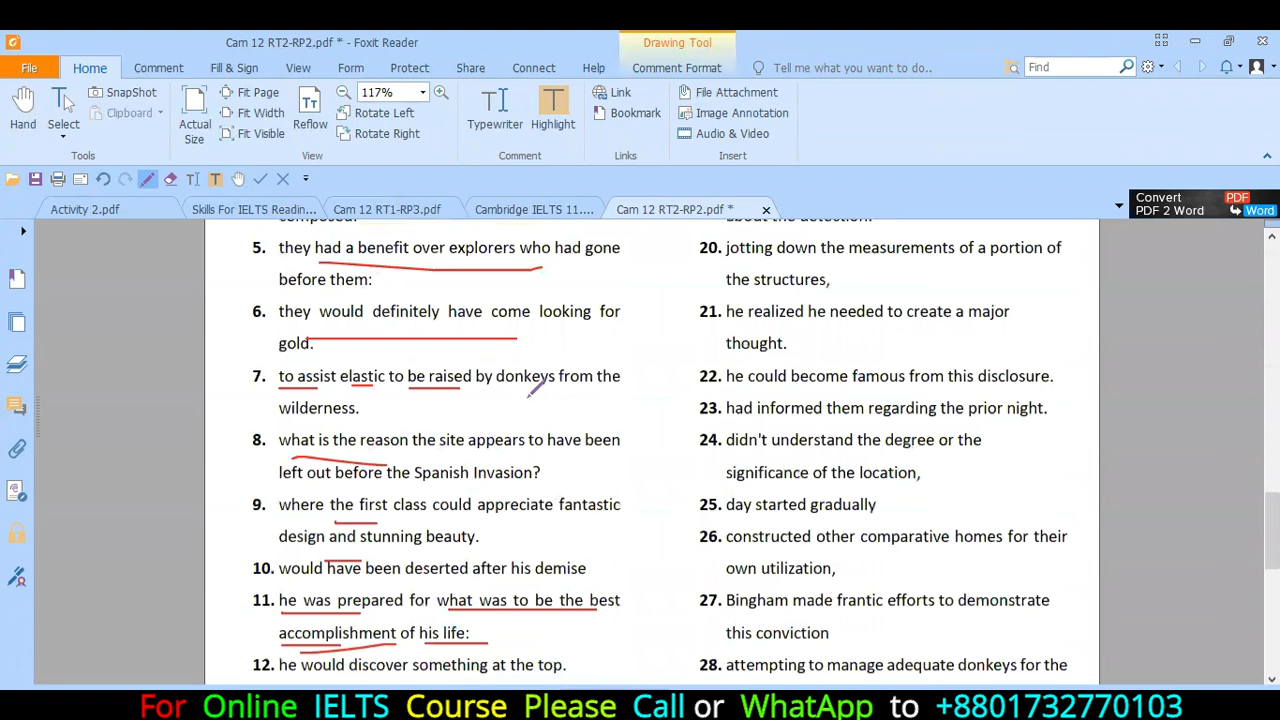 Cam 12 RT2-RP2.pdf * - Foxit Reader
Drawing Tool
File Home Comment Fill & Sign View Form Protect Share Connect Help Comment Format Tell me what you want to do.. Find
Hand
Select
SnapShot
Clipboard
Tools
Actual Size
Fit Page
Fit Width
Fit Visible
Reflow
117%
Rotate Left
Rotate Right
View
Typewriter
Highlight
Comment
Link
Bookmark
Links
File Attachment
Image Annotation
Audio & Video
Insert
Activity 2.pdf Skills For IELTS Readin... Cam 12 RT1-RP3.pdf Cambridge IELTS 11.... Cam 12 RT2-RP2.pdf *
Convert PDF
PDF 2 Word Word
5. they had a benefit over explorers who had gone
before them:
6. they would definitely have come looking for
gold.
7. to assist elastic to be raised by donkeys from the
wilderness.
8. what is the reason the site appears to have been
left out before the Spanish Invasion?
9. where the first class could appreciate fantastic
design and stunning beauty.
10. would have been deserted after his demise
11. he was prepared for what was to be the best
accomplishment of his life:
12. he would discover something at the top.
about the detection.
20. jotting down the measurements of a portion of
the structures,
21. he realized he needed to create a major
thought.
22. he could become famous from this disclosure.
23. had informed them regarding the prior night.
24. didn't understand the degree or the
significance of the location,
25. day started gradually
26. constructed other comparative homes for their
own utilization,
27. Bingham made frantic efforts to demonstrate
this conviction
28. attempting to manage adequate donkeys for the
For Online IELTS Course Please Call or WhatApp to +8801732770103